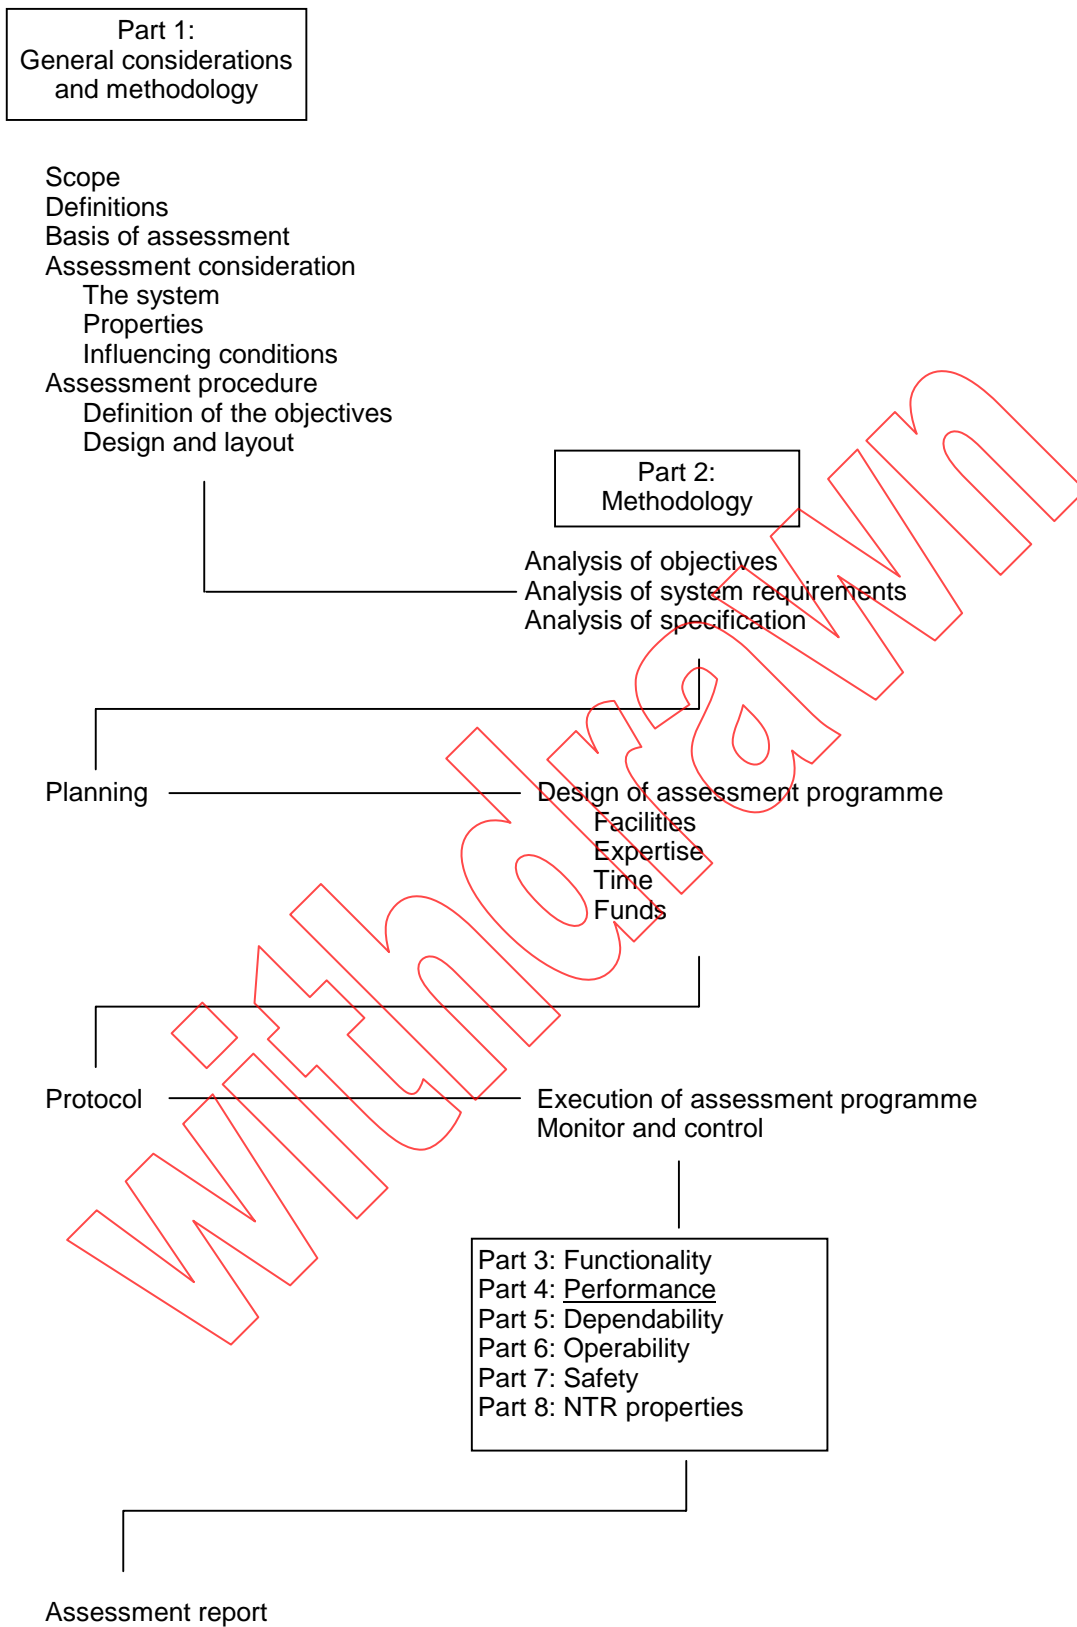 Part 1:
General considerations
and methodology
Scope
Definitions
Basis of assessment
Assessment consideration
The system
Properties
Influencing conditions
Assessment procedure
Definition of the objectives
Design and layout
Part 2:
Methodology
Analysis of objectives
Analysis of system requirements
Analysis of specification
Planning
Design of assessment programme
Facilities
Expertise
Time
Funds
Protocol
Execution of assessment programme
Monitor and control
Part 3: Functionality
Part 4: Performance
Part 5: Dependability
Part 6: Operability
Part 7: Safety
Part 8: NTR properties
Assessment report
withdrawn